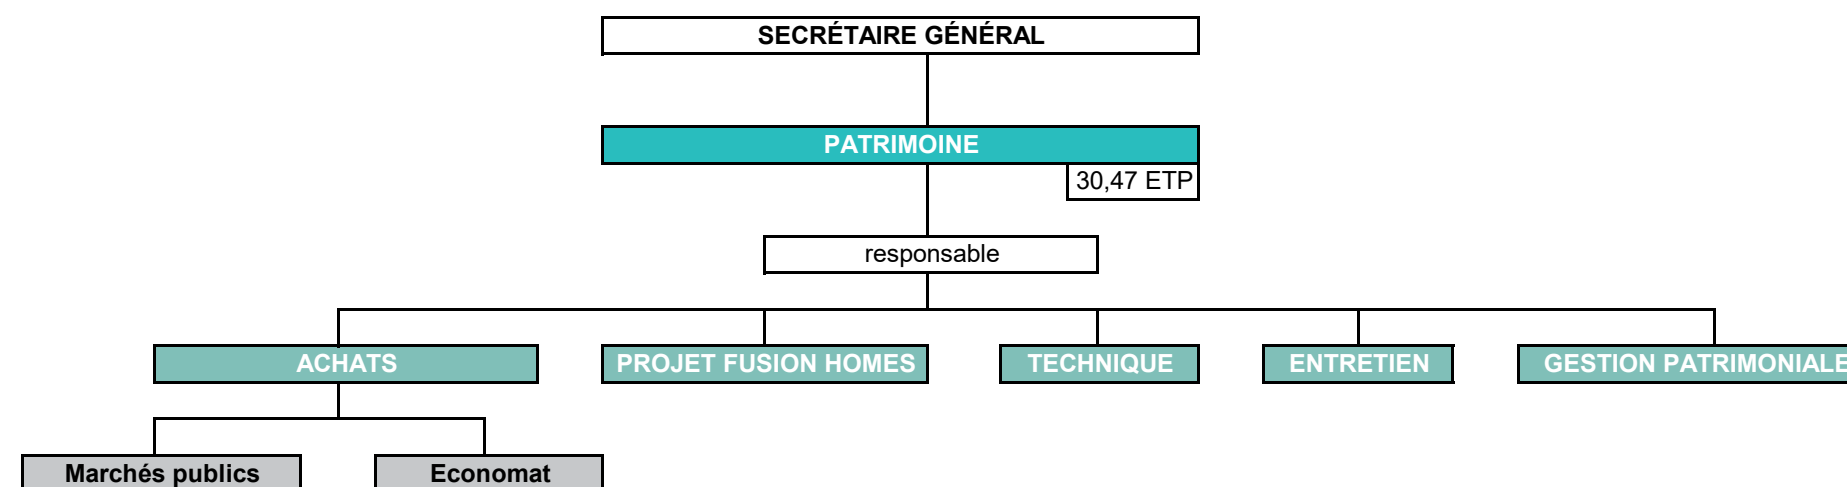 SECRÉTAIRE GÉNÉRAL
PATRIMOINE
30,47 ETP
responsable
ACHATS
PROJET FUSION HOMES
TECHNIQUE
ENTRETIEN
GESTION PATRIMONIALE
Marchés publics
Economat